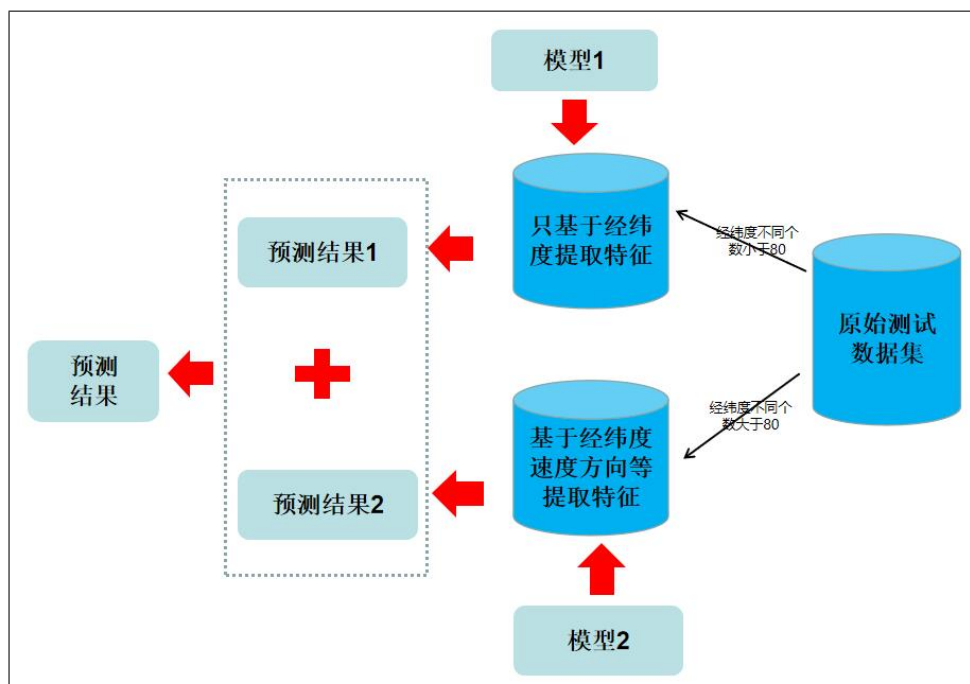 模型1
只基于经纬
度提取特征
经纬度不同个
数小于80
原始测试
数据集
预测结果1
预测
结果
经纬度不同个
数大于80
基于经纬度
速度方向等
提取特征
预测结果2
模型2